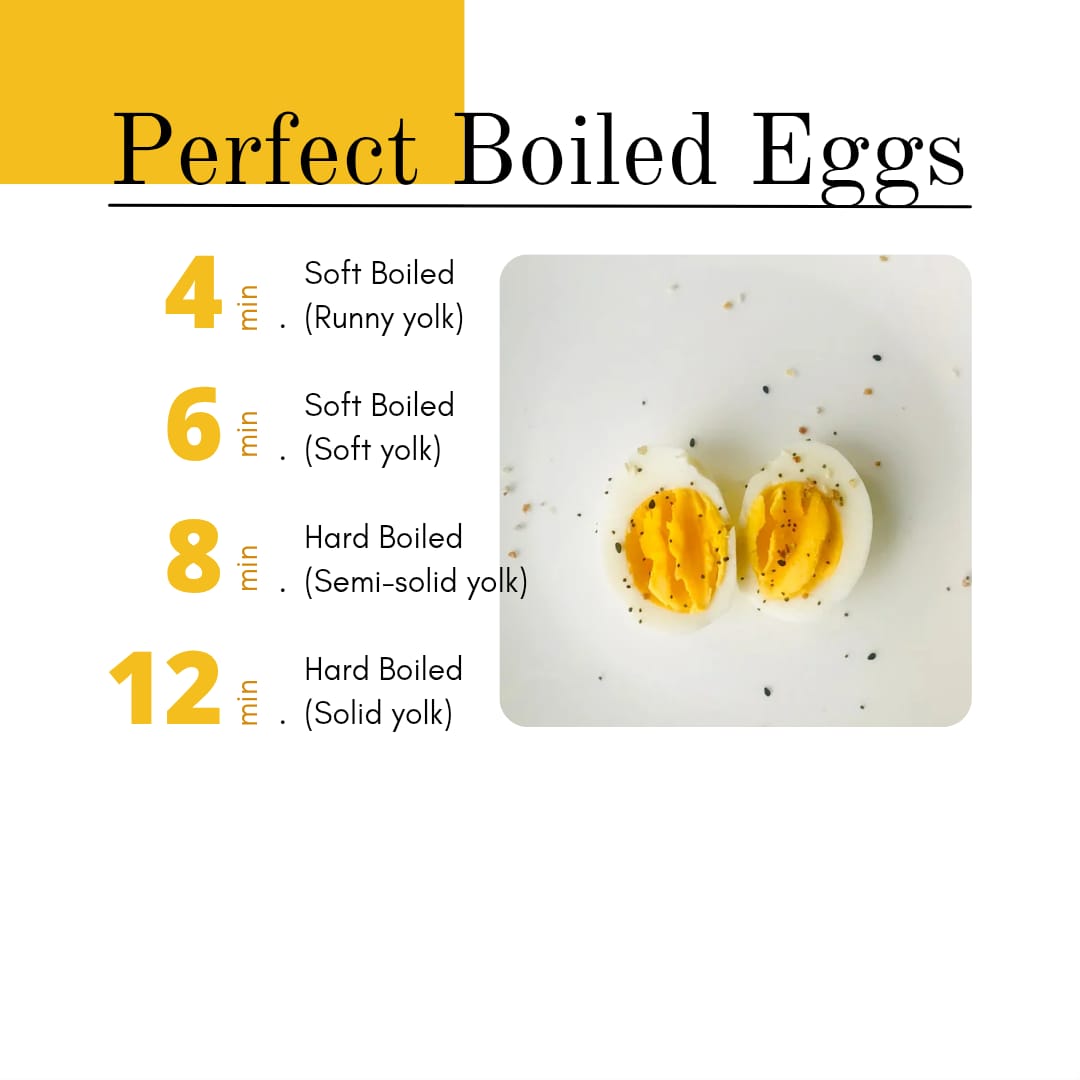 Perfect Boiled Eggs
4 min . Soft Boiled
(Runny yolk)
6 min . Soft Boiled
(Soft yolk)
8 min . Hard Boiled
(Semi-solid yolk)
12 min . Hard Boiled
(Solid yolk)